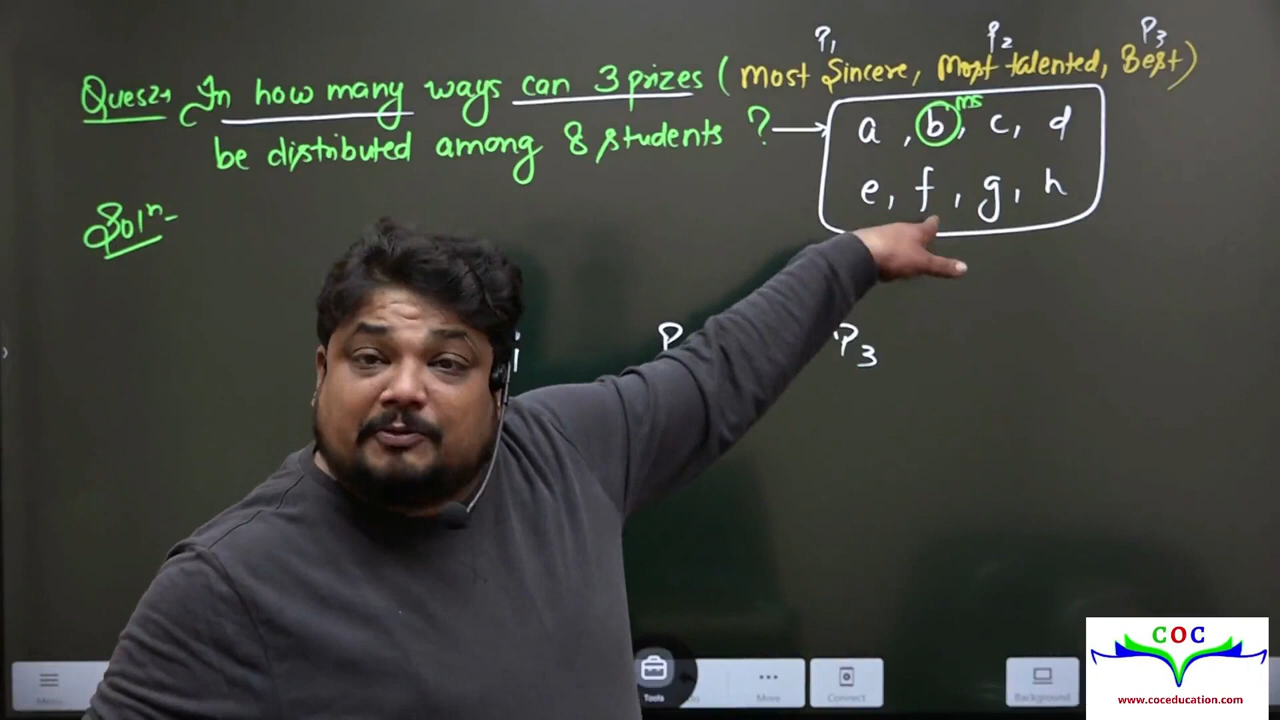 P1 P2 P3
Ques2→ In how many ways can 3 prizes (Most Sincere, Most talented, Best)
be distributed among 8 students ? → a, b, c, d
ms
e, f, g, h
Solⁿ-
P3
Tools
Move
Connect
Background
COC
www.coceducation.com